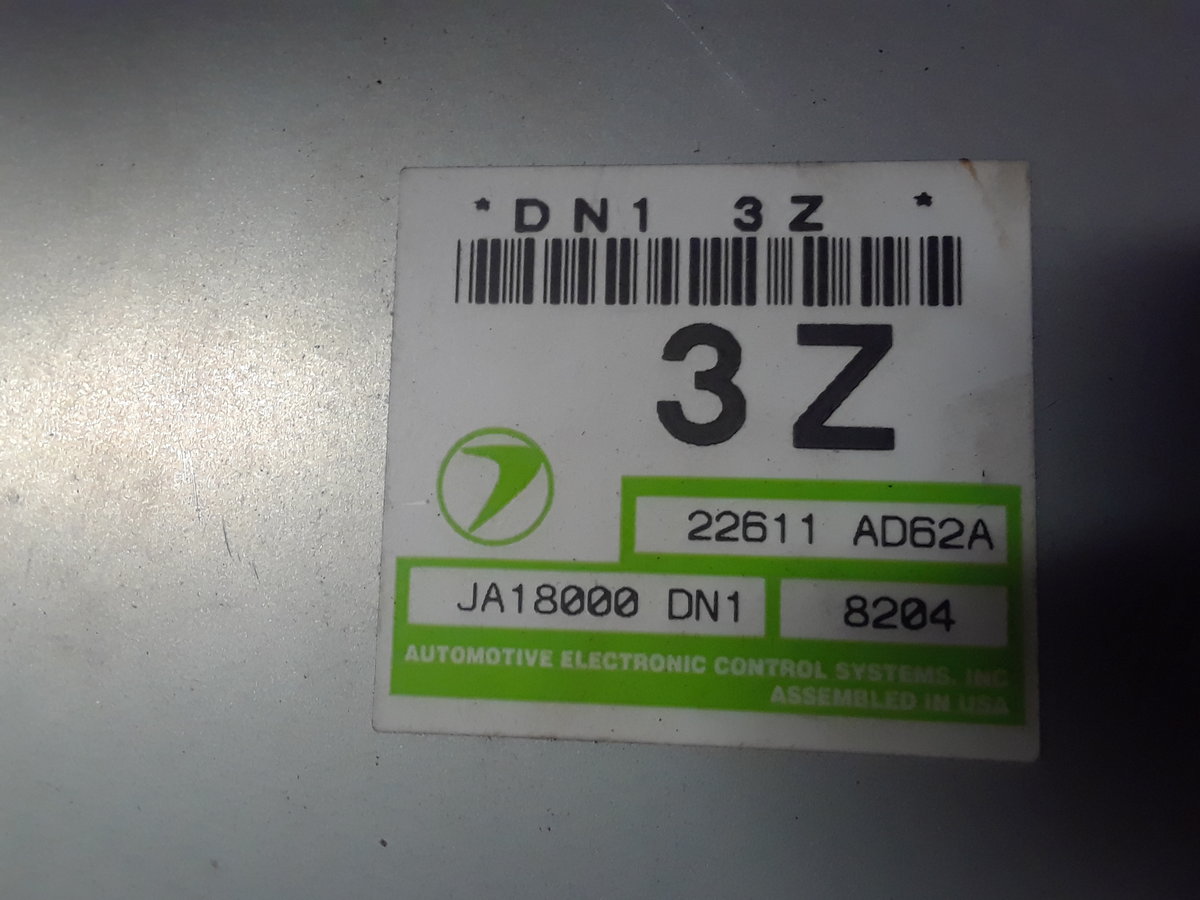 *DN1 3Z *
3Z
22611 AD62A
JA18000 DN1
8204
AUTOMOTIVE ELECTRONIC CONTROL SYSTEMS, INC
ASSEMBLED IN USA